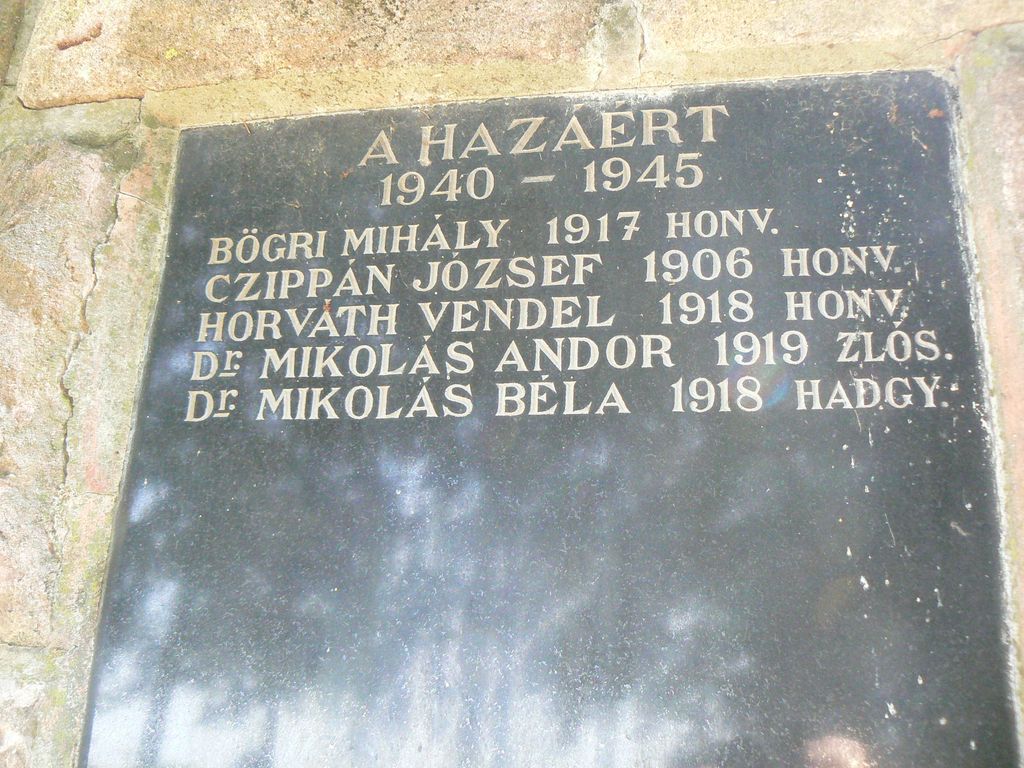 A HAZÁÉRT
1940 – 1945
BÖGRI MIHÁLY 1917 HONV.
CZIPPÁN JÓZSEF 1906 HONV.
HORVÁTH VENDEL 1918 HONV.
Dr. MIKOLÁS ANDOR 1919 ZLÓS.
Dr. MIKOLÁS BÉLA 1918 HADGY.